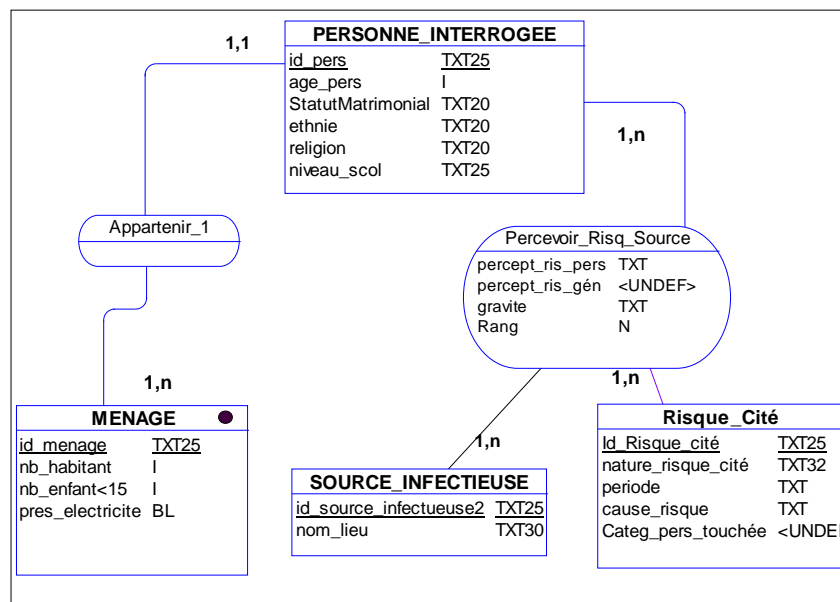 PERSONNE_INTERROGEE
1,1
id_pers TXT25
age_pers I
StatutMatrimonial TXT20
ethnie TXT20
religion TXT20
niveau_scol TXT25
1,n
Appartenir_1
Percevoir_Risq_Source
percept_ris_pers TXT
percept_ris_gén <UNDEF>
gravite TXT
Rang N
1,n
1,n
MENAGE
id_menage TXT25
nb_habitant I
nb_enfant<15 I
pres_electricite BL
1,n
SOURCE_INFECTIEUSE
id_source_infectueuse2 TXT25
nom_lieu TXT30
Risque_Cité
Id_Risque_cité TXT25
nature_risque_cité TXT32
periode TXT
cause_risque TXT
Categ_pers_touchée <UNDEF